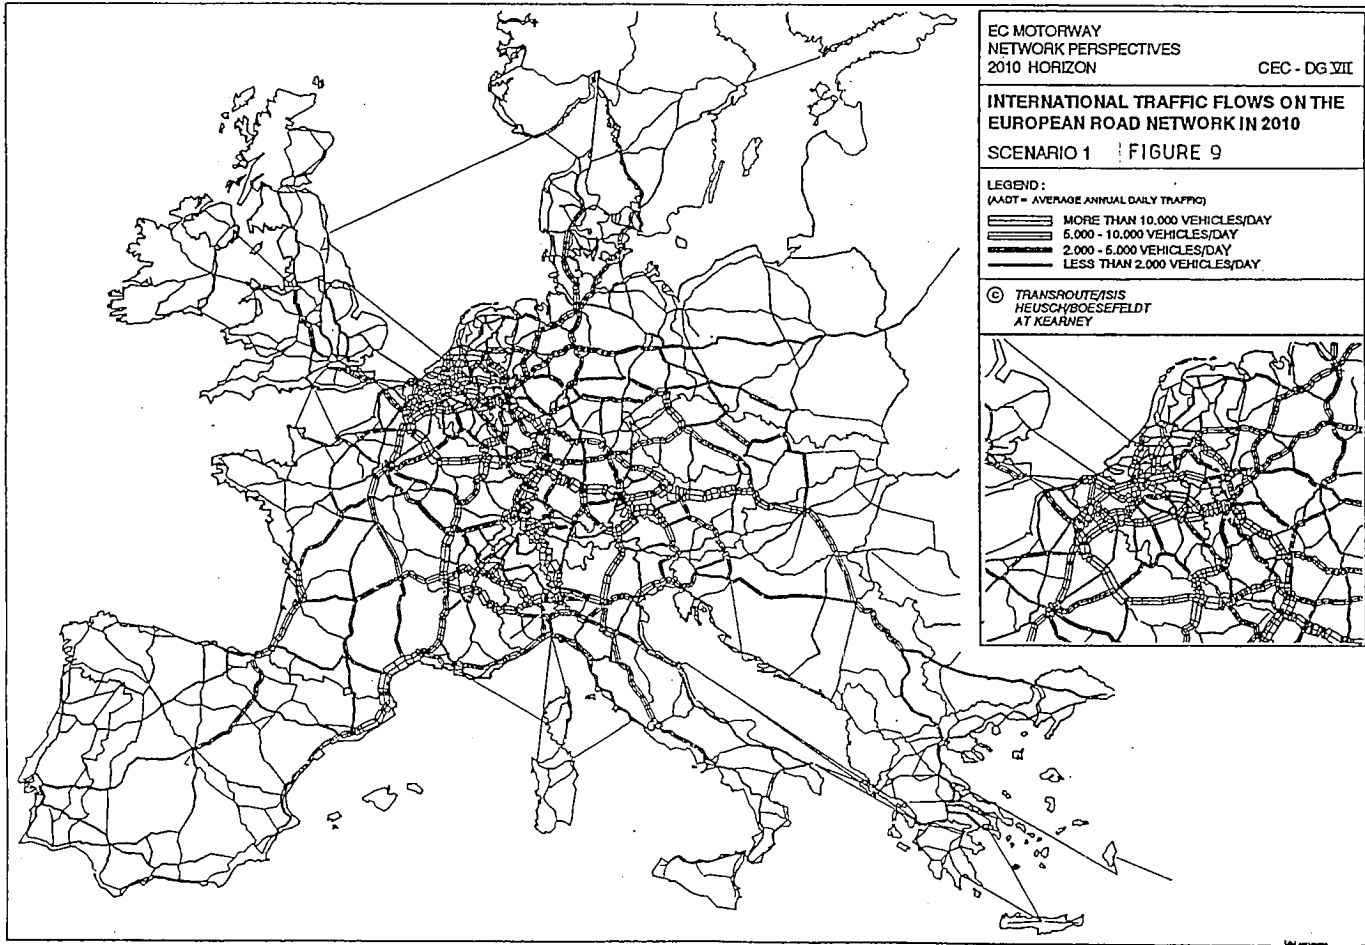 EC MOTORWAY
NETWORK PERSPECTIVES
2010 HORIZON CEC - DG VII
INTERNATIONAL TRAFFIC FLOWS ON THE
EUROPEAN ROAD NETWORK IN 2010
SCENARIO 1 FIGURE 9
LEGEND :
(AADT = AVERAGE ANNUAL DAILY TRAFFIC)
MORE THAN 10.000 VEHICLES/DAY
5.000 - 10.000 VEHICLES/DAY
2.000 - 5.000 VEHICLES/DAY
LESS THAN 2.000 VEHICLES/DAY
© TRANSROUTE/ISIS
HEUSCH/BOESEFELDT
AT KEARNEY